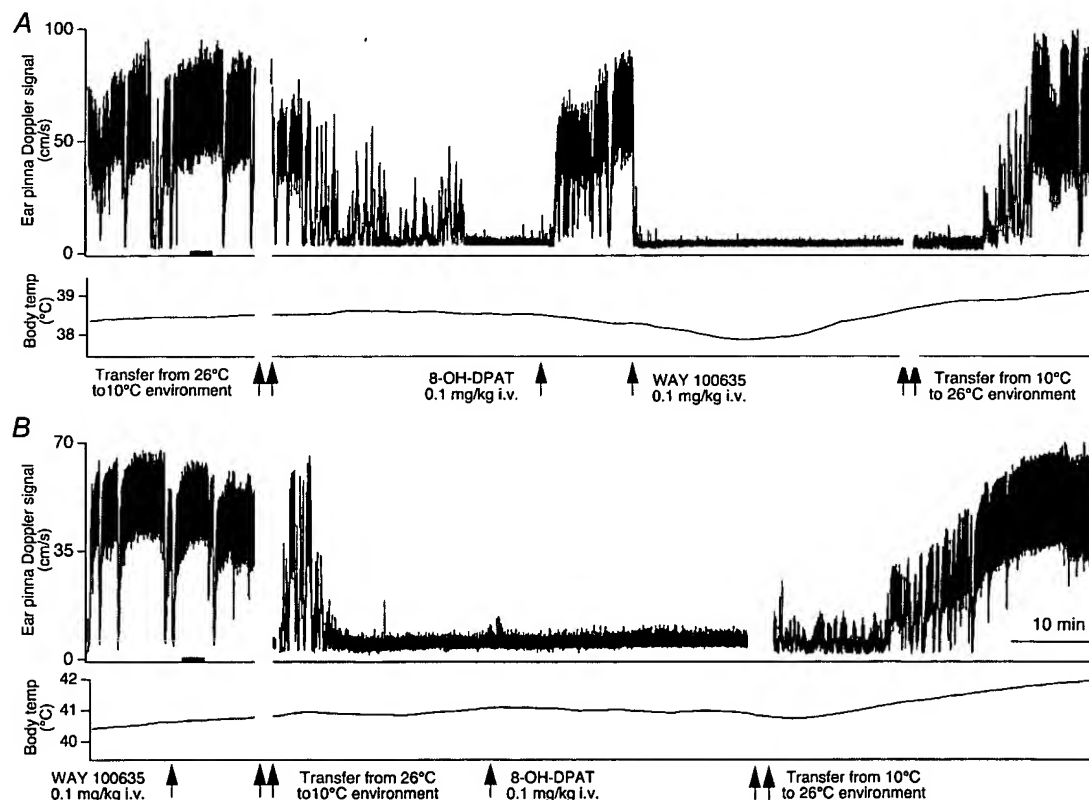 A
100
50
0
Ear pinna Doppler signal
(cm/s)
39
38
Body temp
(°C)
Transfer from 26°C
to10°C environment
8-OH-DPAT
0.1 mg/kg i.v.
WAY 100635
0.1 mg/kg i.v.
Transfer from 10°C
to 26°C environment
B
70
35
0
Ear pinna Doppler signal
(cm/s)
10 min
42
41
40
Body temp
(°C)
WAY 100635
0.1 mg/kg i.v.
Transfer from 26°C
to10°C environment
8-OH-DPAT
0.1 mg/kg i.v.
Transfer from 10°C
to 26°C environment